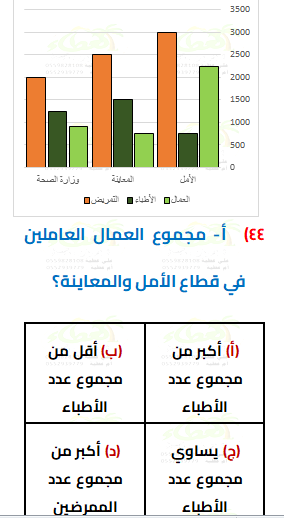 3500
3000
2500
2000
1500
1000
500
0
الأمل
المعاينة
وزارة الصحة
العمال
الأطباء
التمريض
٤٤) أ- مجموع العمال العاملين
في قطاع الأمل والمعاينة؟
(أ) أكبر من
مجموع عدد
الأطباء
(ب) أقل من
مجموع عدد
الأطباء
(ج) يساوي
مجموع عدد
الأطباء
(د) أكبر من
مجموع عدد
الممرضين